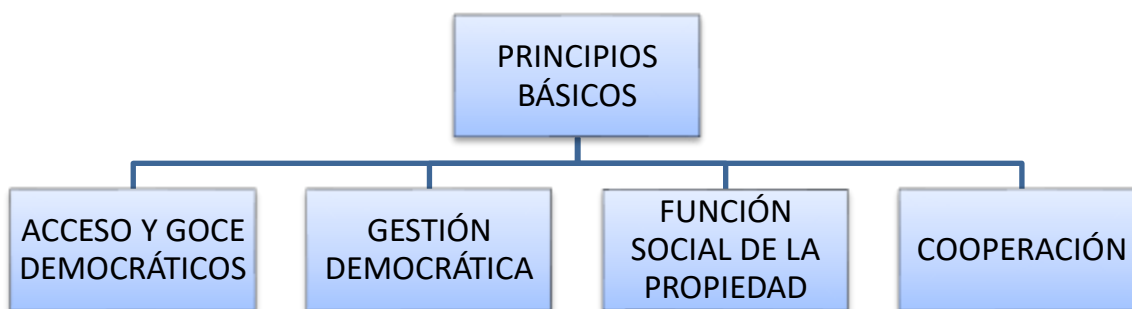 PRINCIPIOS
BÁSICOS
ACCESO Y GOCE
DEMOCRÁTICOS
GESTIÓN
DEMOCRÁTICA
FUNCIÓN
SOCIAL DE LA
PROPIEDAD
COOPERACIÓN